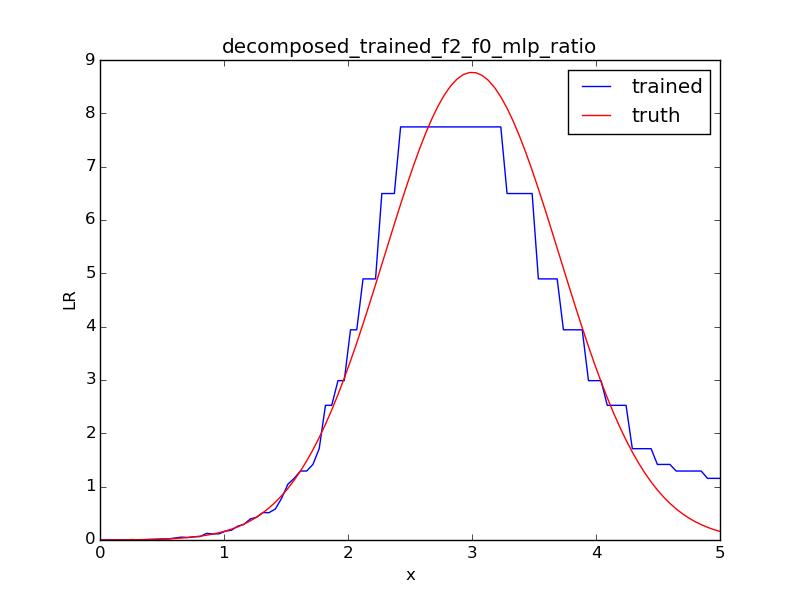 decomposed_trained_f2_f0_mlp_ratio
9
8
7
6
5
4
3
2
1
0
LR
trained
truth
0 1 2 3 4 5
x